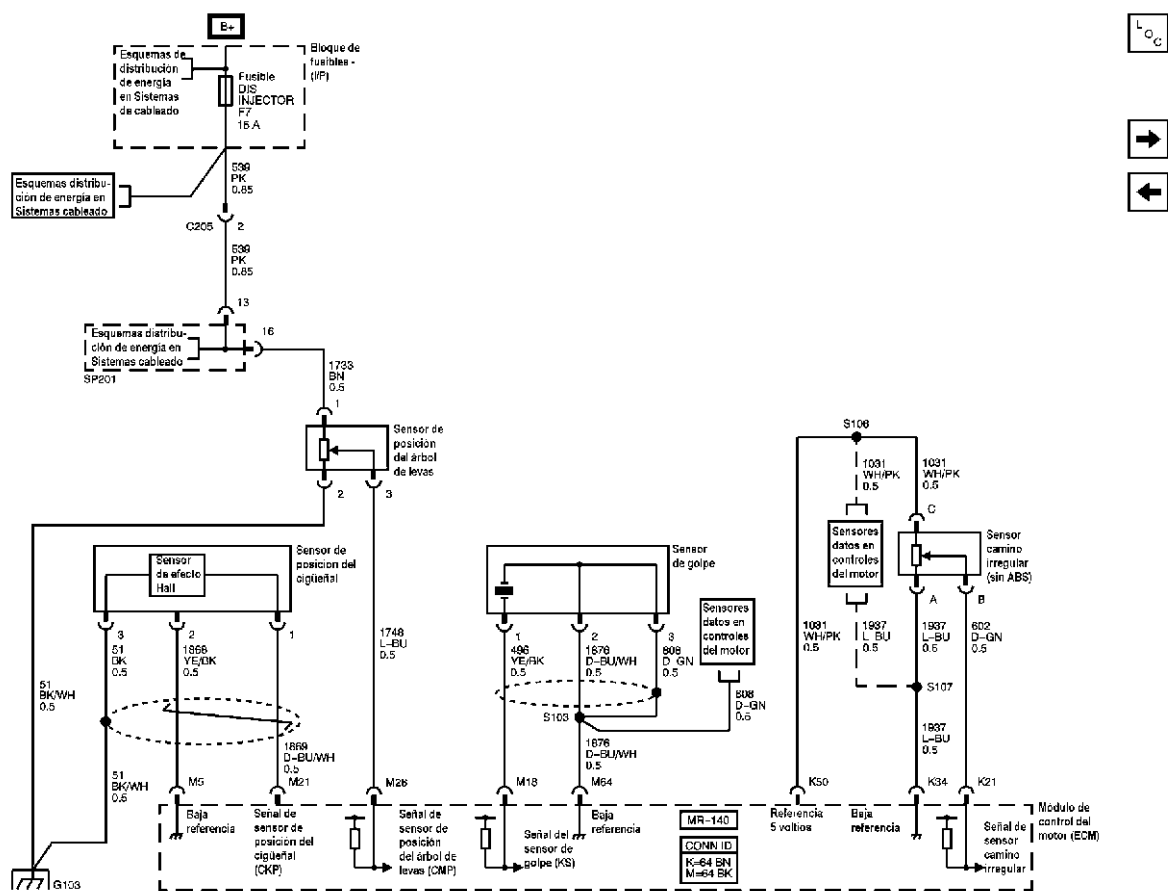 B+
Esquemas de
distribución
de energía
en Sistemas
de cableado
Bloque de
fusibles -
(I/P)
Fusible
DIS
INJECTOR
F7
15 A
L
O
C
Esquemas distribu-
ción de energía en
Sistemas cableado
539
PK
0.85
C205
2
539
PK
0.85
13
Esquemas distribu-
ción de energía en
Sistemas cableado
SP201
16
1733
BN
0.5
1
Sensor de
posición
del árbol
de levas
2
3
S106
1031
WH/PK
0.5
1031
WH/PK
0.5
C
Sensores
datos en
controles
del motor
Sensor
camino
irregular
(sin ABS)
A
B
Sensor
de efecto
Hall
Sensor de
posicion del
cigüeñal
3
2
1
51
BK
0.5
1868
YE/BK
0.5
1748
L-BU
0.5
Sensor
de golpe
1
2
3
496
YE/BK
0.5
1876
D-BU/WH
0.5
808
D-GN
0.5
Sensores
datos en
controles
del motor
808
D-GN
0.5
S103
1031
WH/PK
0.5
1937
L-BU
0.5
1937
L-BU
0.5
602
D-GN
0.5
S107
51
BK/WH
0.5
51
BK/WH
0.5
1869
D-BU/WH
0.5
1876
D-BU/WH
0.5
1937
L-BU
0.5
M5
M21
M26
M18
M64
K50
K34
K21
Baja
referencia
Señal de
sensor de
posición del
cigüeñal
(CKP)
Señal de
sensor de
posición
del árbol de
levas (CMP)
Señal del
sensor de
golpe (KS)
Baja
referencia
MR-140
CONN ID
K=64 BN
M=64 BK
Referencia
5 voltios
Baja
referencia
Señal de
sensor
camino
irregular
Módulo de
control del
motor (ECM)
G103